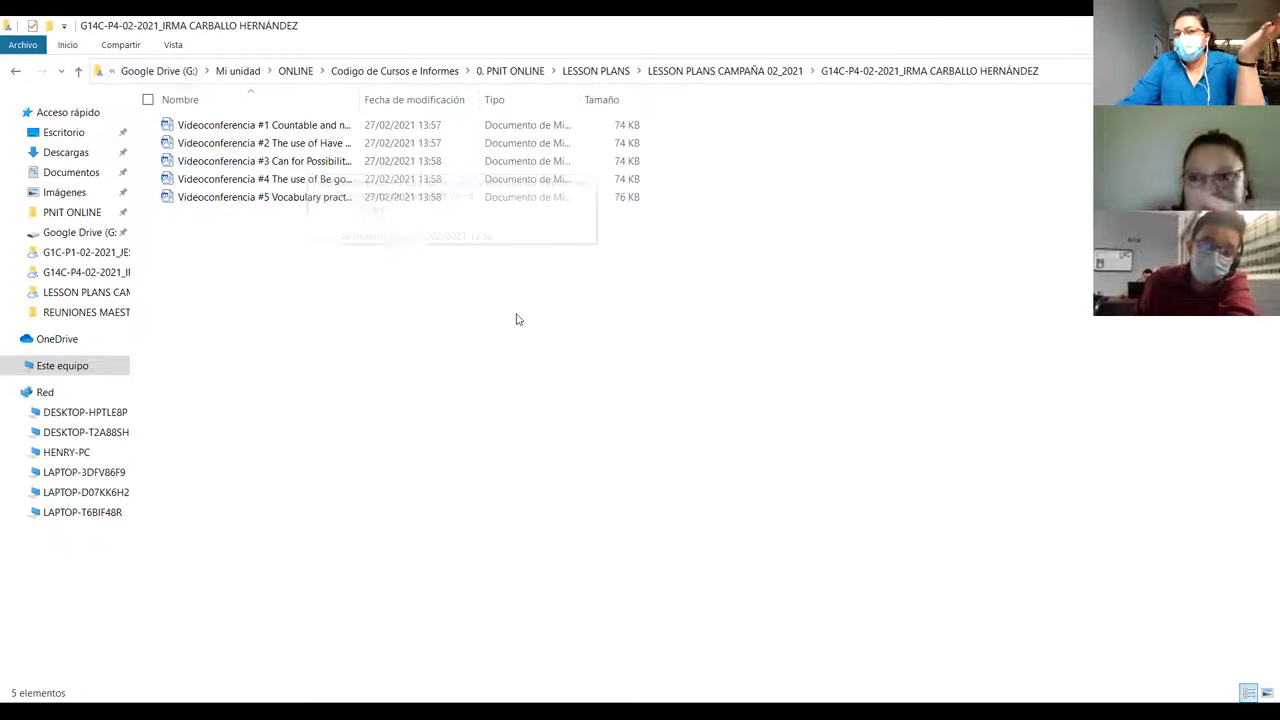 G14C-P4-02-2021_IRMA CARBALLO HERNÁNDEZ
Archivo Inicio Compartir Vista
« Google Drive (G:) > Mi unidad > ONLINE > Codigo de Cursos e Informes > 0. PNIT ONLINE > LESSON PLANS > LESSON PLANS CAMPAÑA 02_2021 > G14C-P4-02-2021_IRMA CARBALLO HERNÁNDEZ
Nombre Fecha de modificación Tipo Tamaño
Videoconferencia #1 Countable and n... 27/02/2021 13:57 Documento de Mi... 74 KB
Videoconferencia #2 The use of Have ... 27/02/2021 13:57 Documento de Mi... 74 KB
Videoconferencia #3 Can for Possibilit... 27/02/2021 13:58 Documento de Mi... 74 KB
Videoconferencia #4 The use of Be go... 27/02/2021 13:58 Documento de Mi... 74 KB
Videoconferencia #5 Vocabulary pract... 27/02/2021 13:58 Documento de Mi... 76 KB
Acceso rápido
Escritorio
Descargas
Documentos
Imágenes
PNIT ONLINE
Google Drive (G:
G1C-P1-02-2021_JES
G14C-P4-02-2021_II
LESSON PLANS CAM
REUNIONES MAEST
OneDrive
Este equipo
Red
DESKTOP-HPTLE8P
DESKTOP-T2A88SH
HENRY-PC
LAPTOP-3DFV86F9
LAPTOP-D07KK6H2
LAPTOP-T6BIF48R
5 elementos